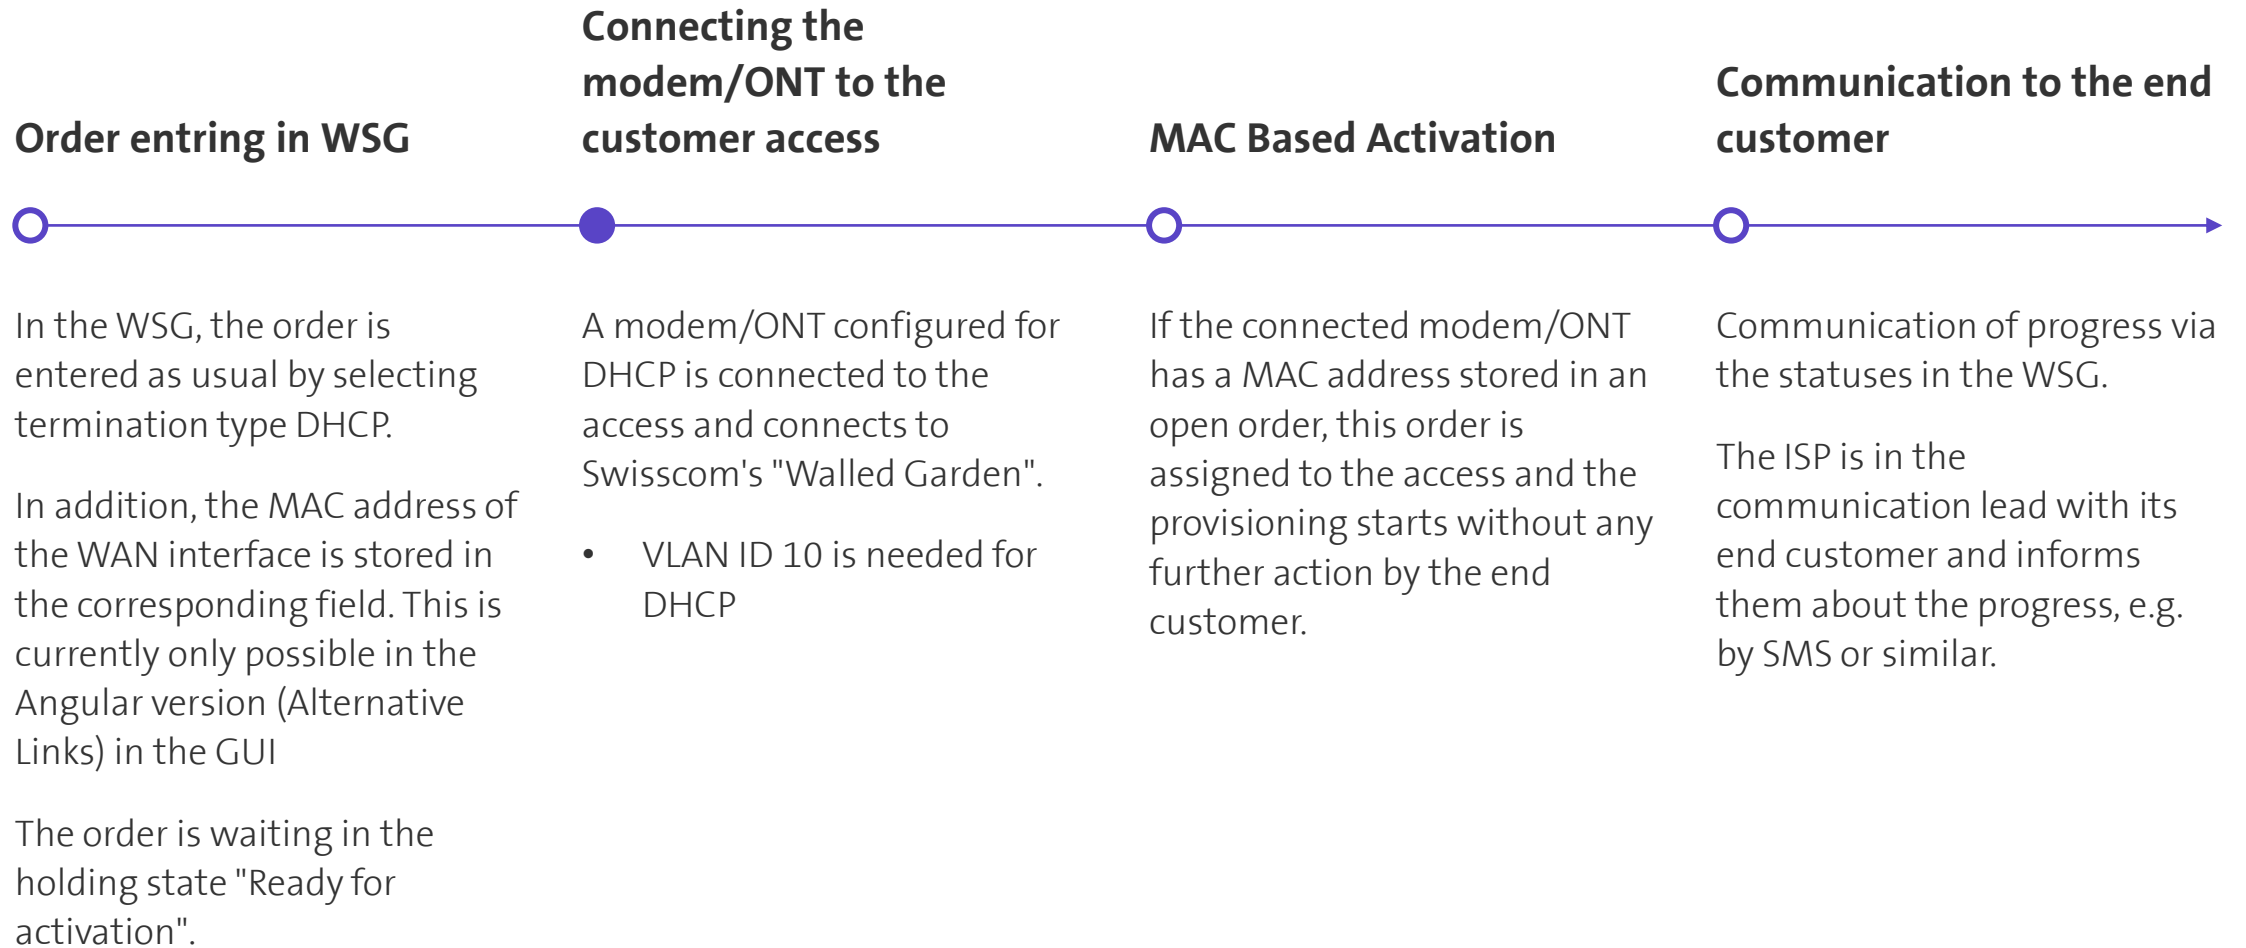 Order entring in WSG
In the WSG, the order is
entered as usual by selecting
termination type DHCP.
In addition, the MAC address of
the WAN interface is stored in
the corresponding field. This is
currently only possible in the
Angular version (Alternative
Links) in the GUI
The order is waiting in the
holding state "Ready for
activation".
Connecting the
modem/ONT to the
customer access
A modem/ONT configured for
DHCP is connected to the
access and connects to
Swisscom's "Walled Garden".
• VLAN ID 10 is needed for
DHCP
MAC Based Activation
If the connected modem/ONT
has a MAC address stored in an
open order, this order is
assigned to the access and the
provisioning starts without any
further action by the end
customer.
Communication to the end
customer
Communication of progress via
the statuses in the WSG.
The ISP is in the
communication lead with its
end customer and informs
them about the progress, e.g.
by SMS or similar.